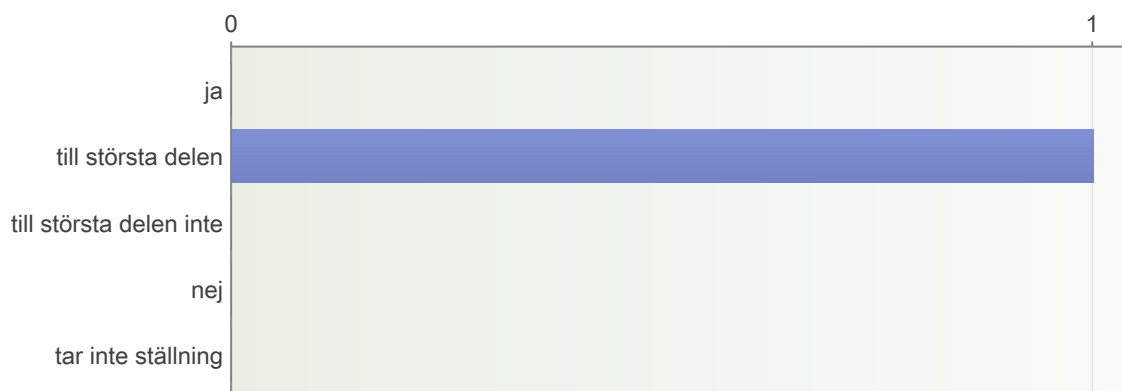 0 1
ja
till största delen
till största delen inte
nej
tar inte ställning